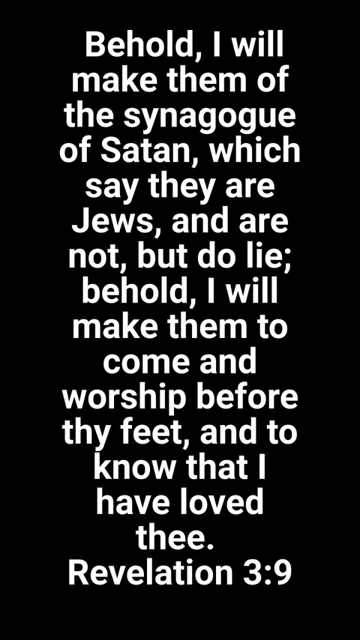 Behold, I will
make them of
the synagogue
of Satan, which
say they are
Jews, and are
not, but do lie;
behold, I will
make them to
come and
worship before
thy feet, and to
know that I
have loved
thee.
Revelation 3:9